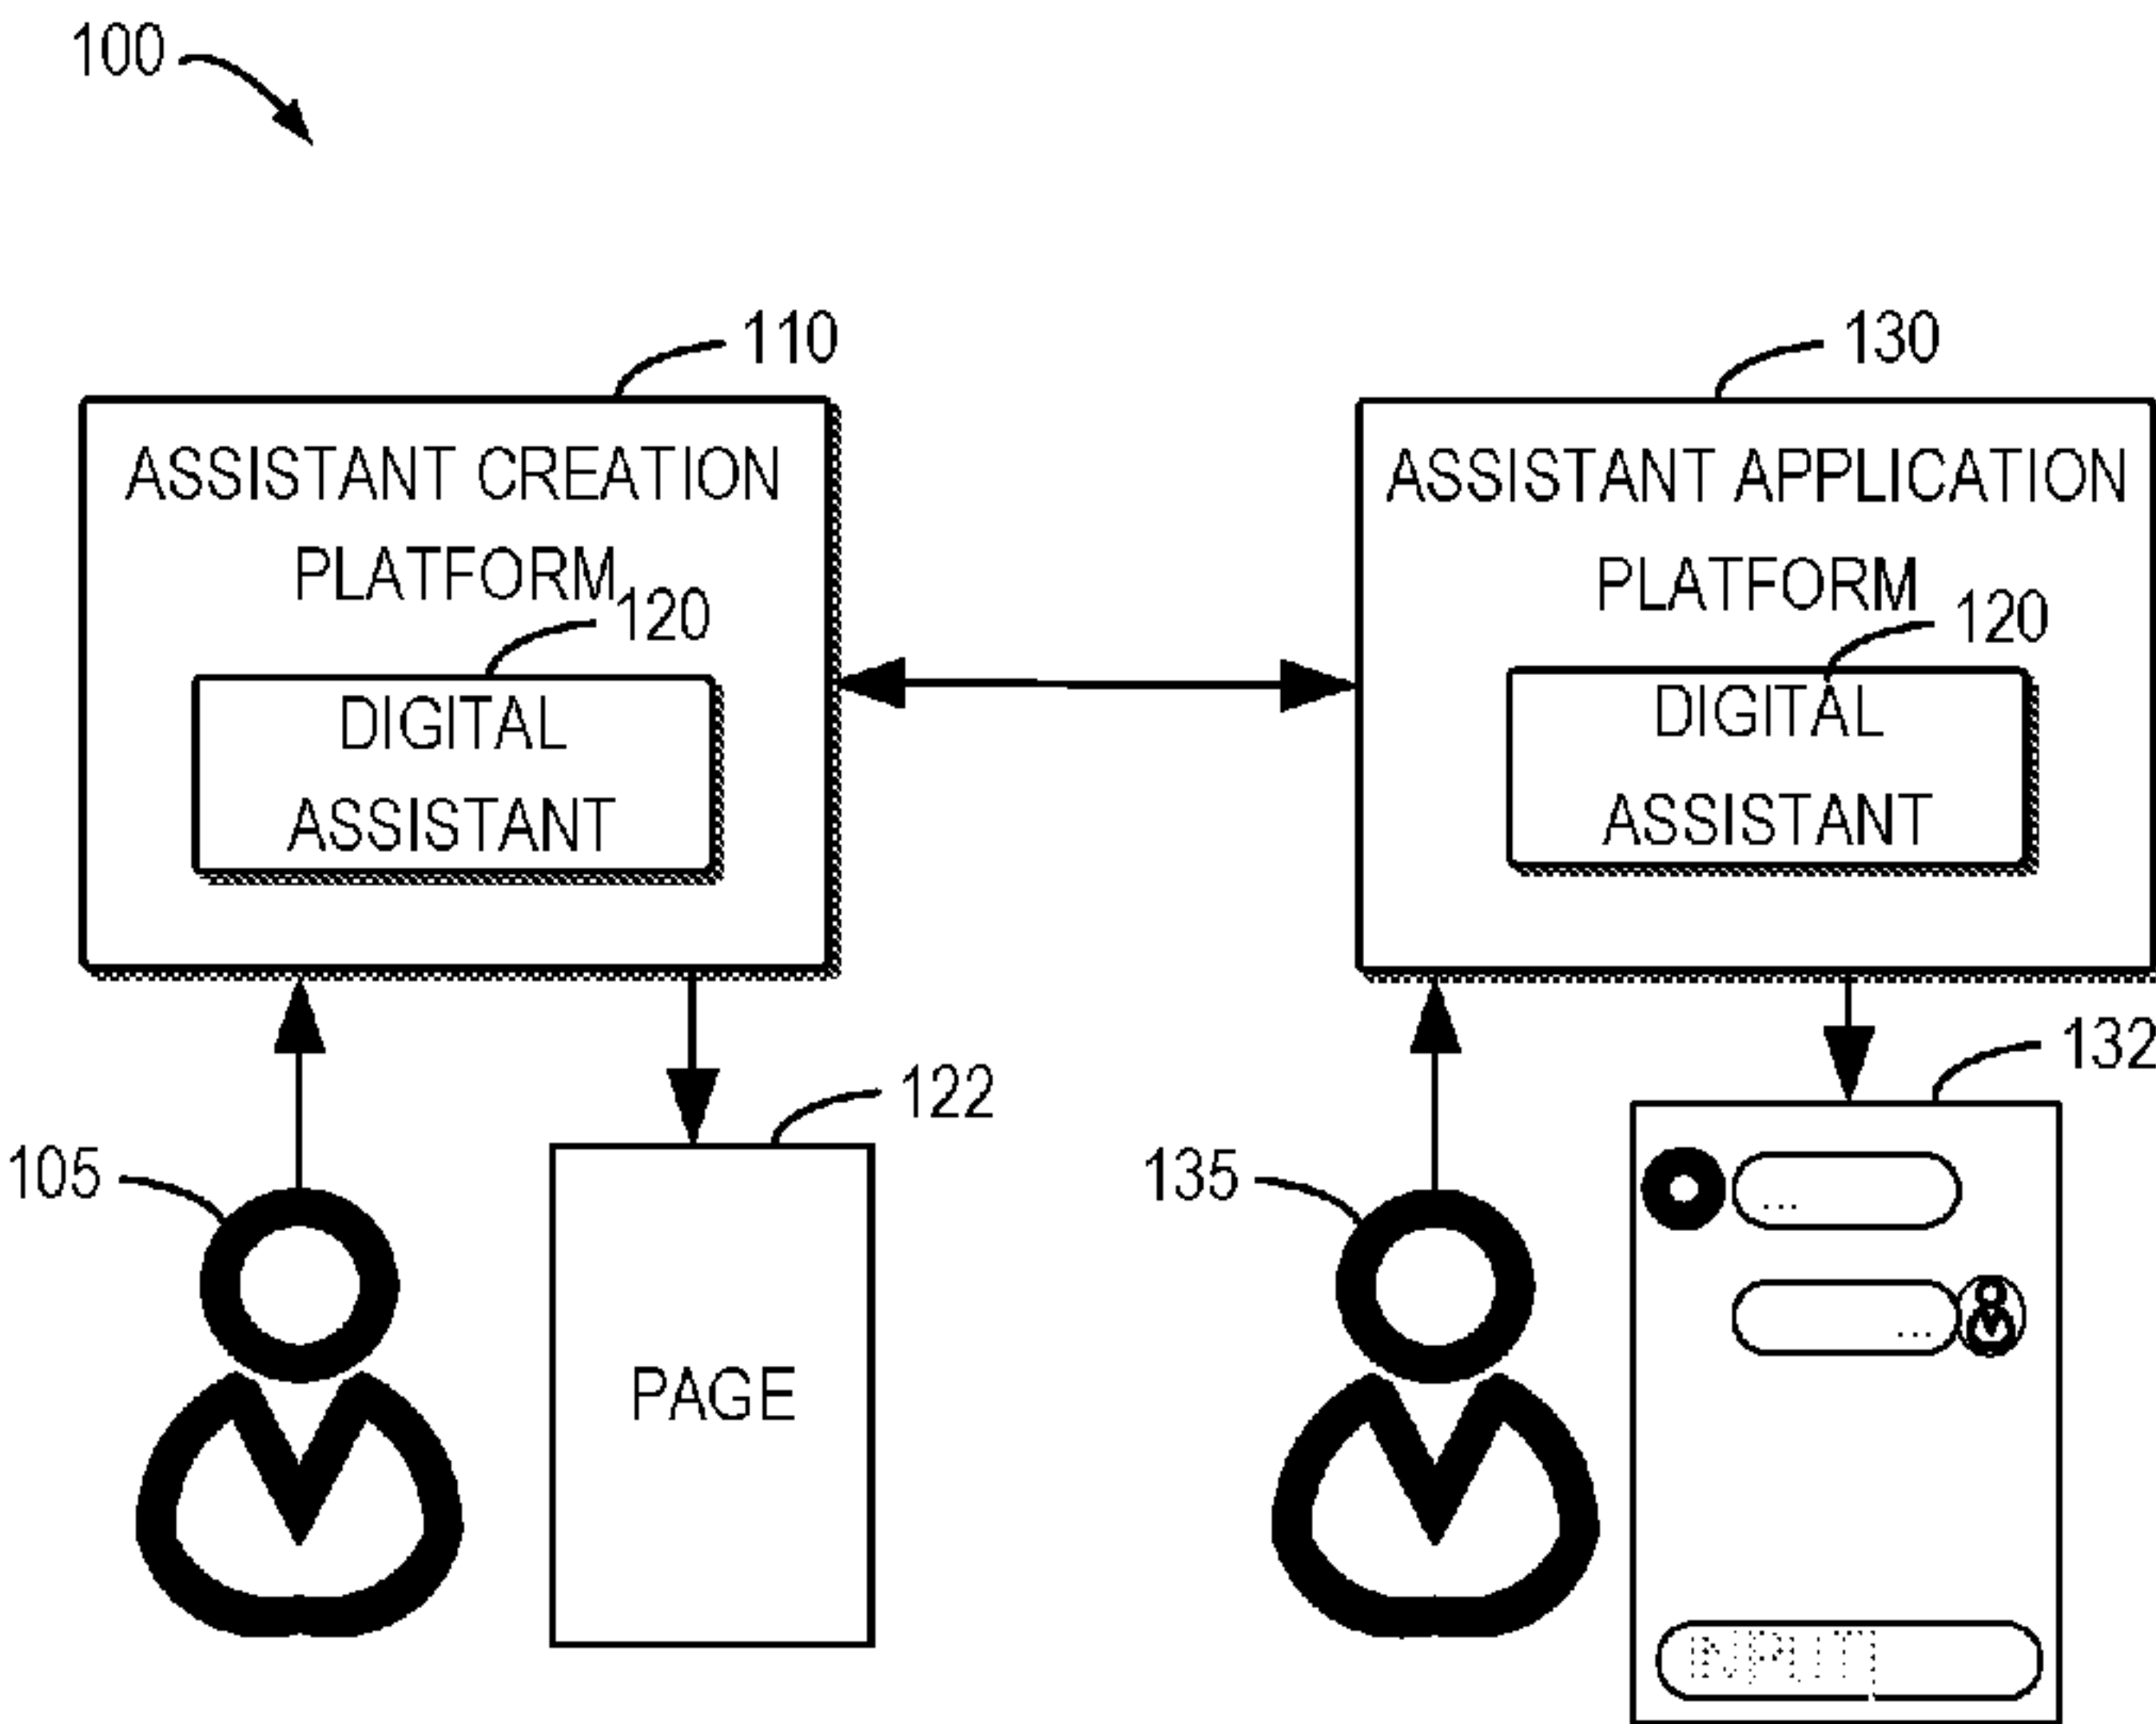 100
110
130
ASSISTANT CREATION
PLATFORM
120
DIGITAL
ASSISTANT
ASSISTANT APPLICATION
PLATFORM
120
DIGITAL
ASSISTANT
105
122
PAGE
135
132
...
...
INPUT